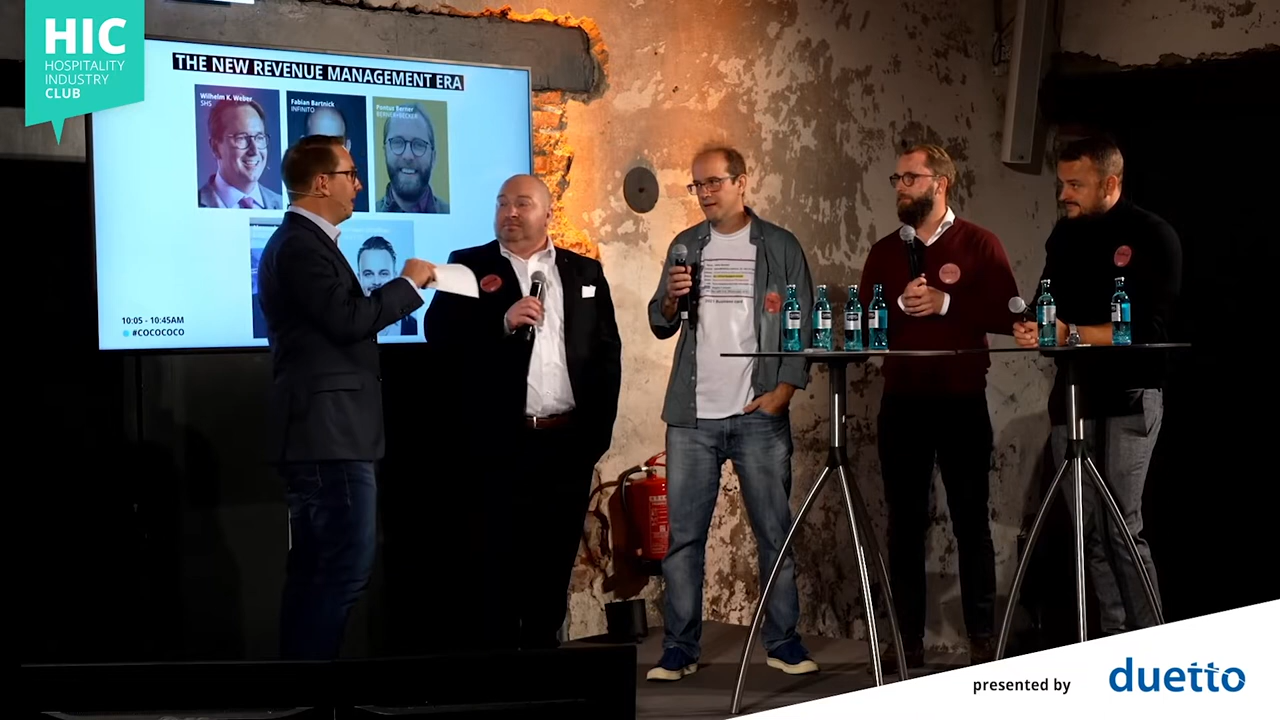 HIC
HOSPITALITY
INDUSTRY
CLUB
THE NEW REVENUE MANAGEMENT ERA
Wilhelm K. Weber
SHS
Fabian Bartnick
INFINITO
Pontus Berner
BERNER+BECKER
10:05 - 10:45AM
#COCOCOCO
presented by
duetto